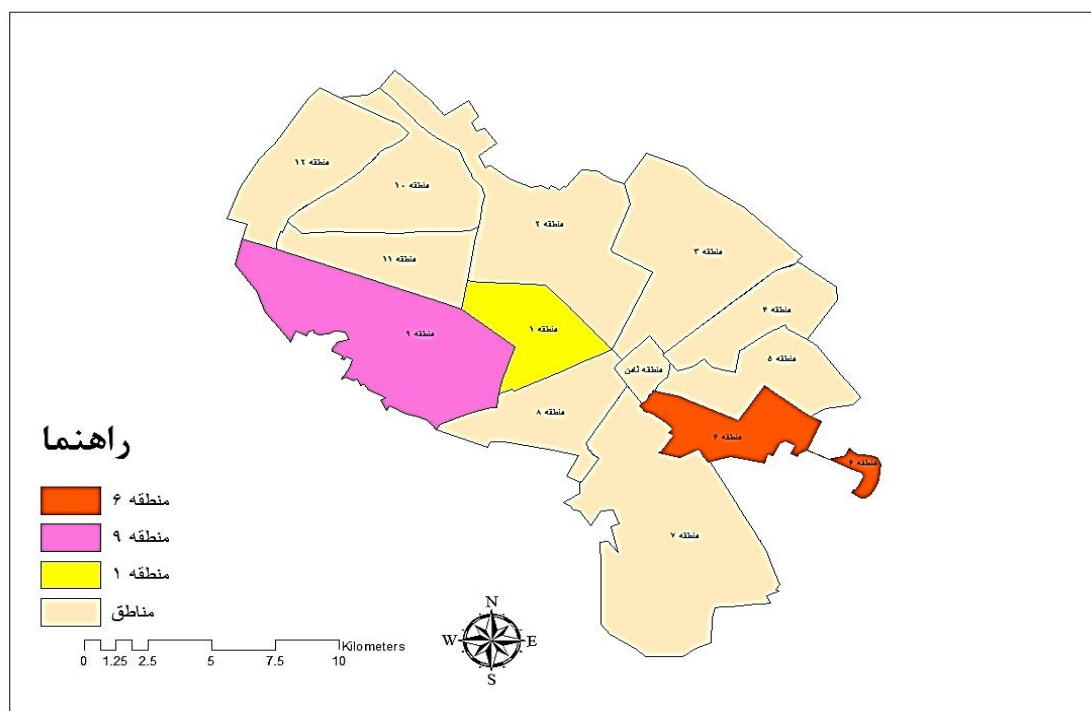 منطقه ۱۲
منطقه ۱۰
منطقه ۲
منطقه ۳
منطقه ۱۱
منطقه ۴
منطقه ۱
منطقه ۹
منطقه ۵
منطقه ثامن
منطقه ۸
منطقه ۶
منطقه ۶
منطقه ۷
راهنما
منطقه ۶
منطقه ۹
منطقه ۱
مناطق
N
W E
S
Kilometers
0 1.25 2.5 5 7.5 10